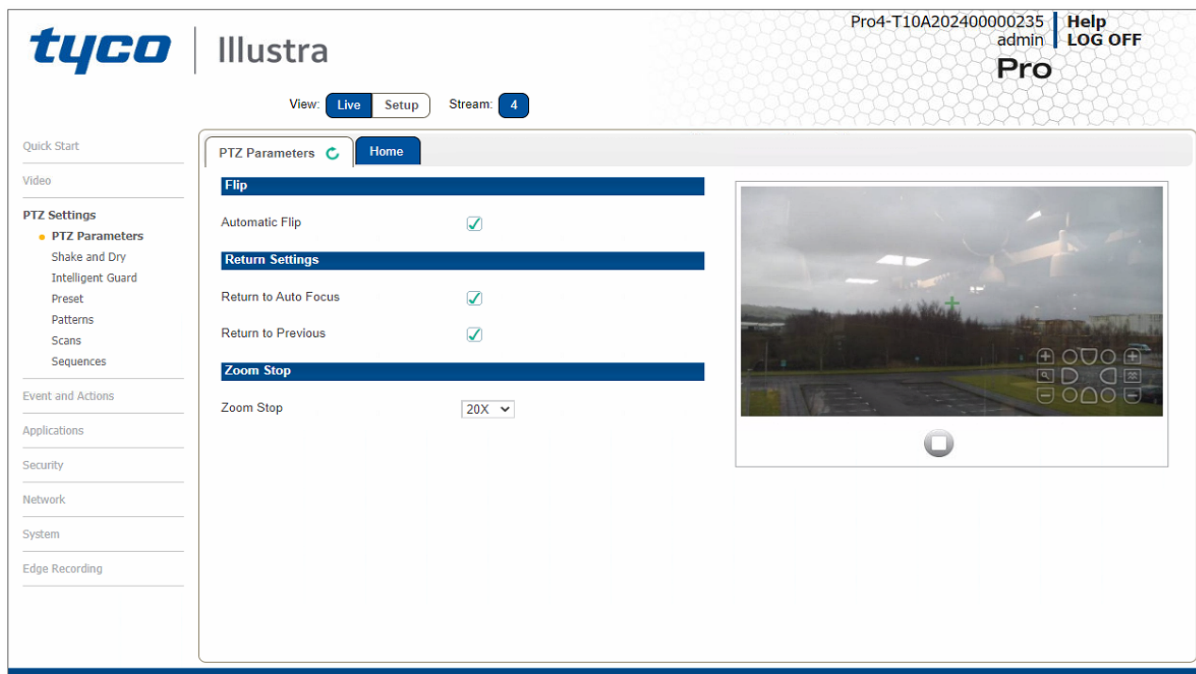 tyco
Illustra
Pro4-T10A202400000235
admin
Help
LOG OFF
Pro
View: Live Setup Stream: 4
Quick Start
Video
PTZ Settings
PTZ Parameters
Shake and Dry
Intelligent Guard
Preset
Patterns
Scans
Sequences
Event and Actions
Applications
Security
Network
System
Edge Recording
PTZ Parameters
Home
Flip
Automatic Flip
Return Settings
Return to Auto Focus
Return to Previous
Zoom Stop
Zoom Stop 20X